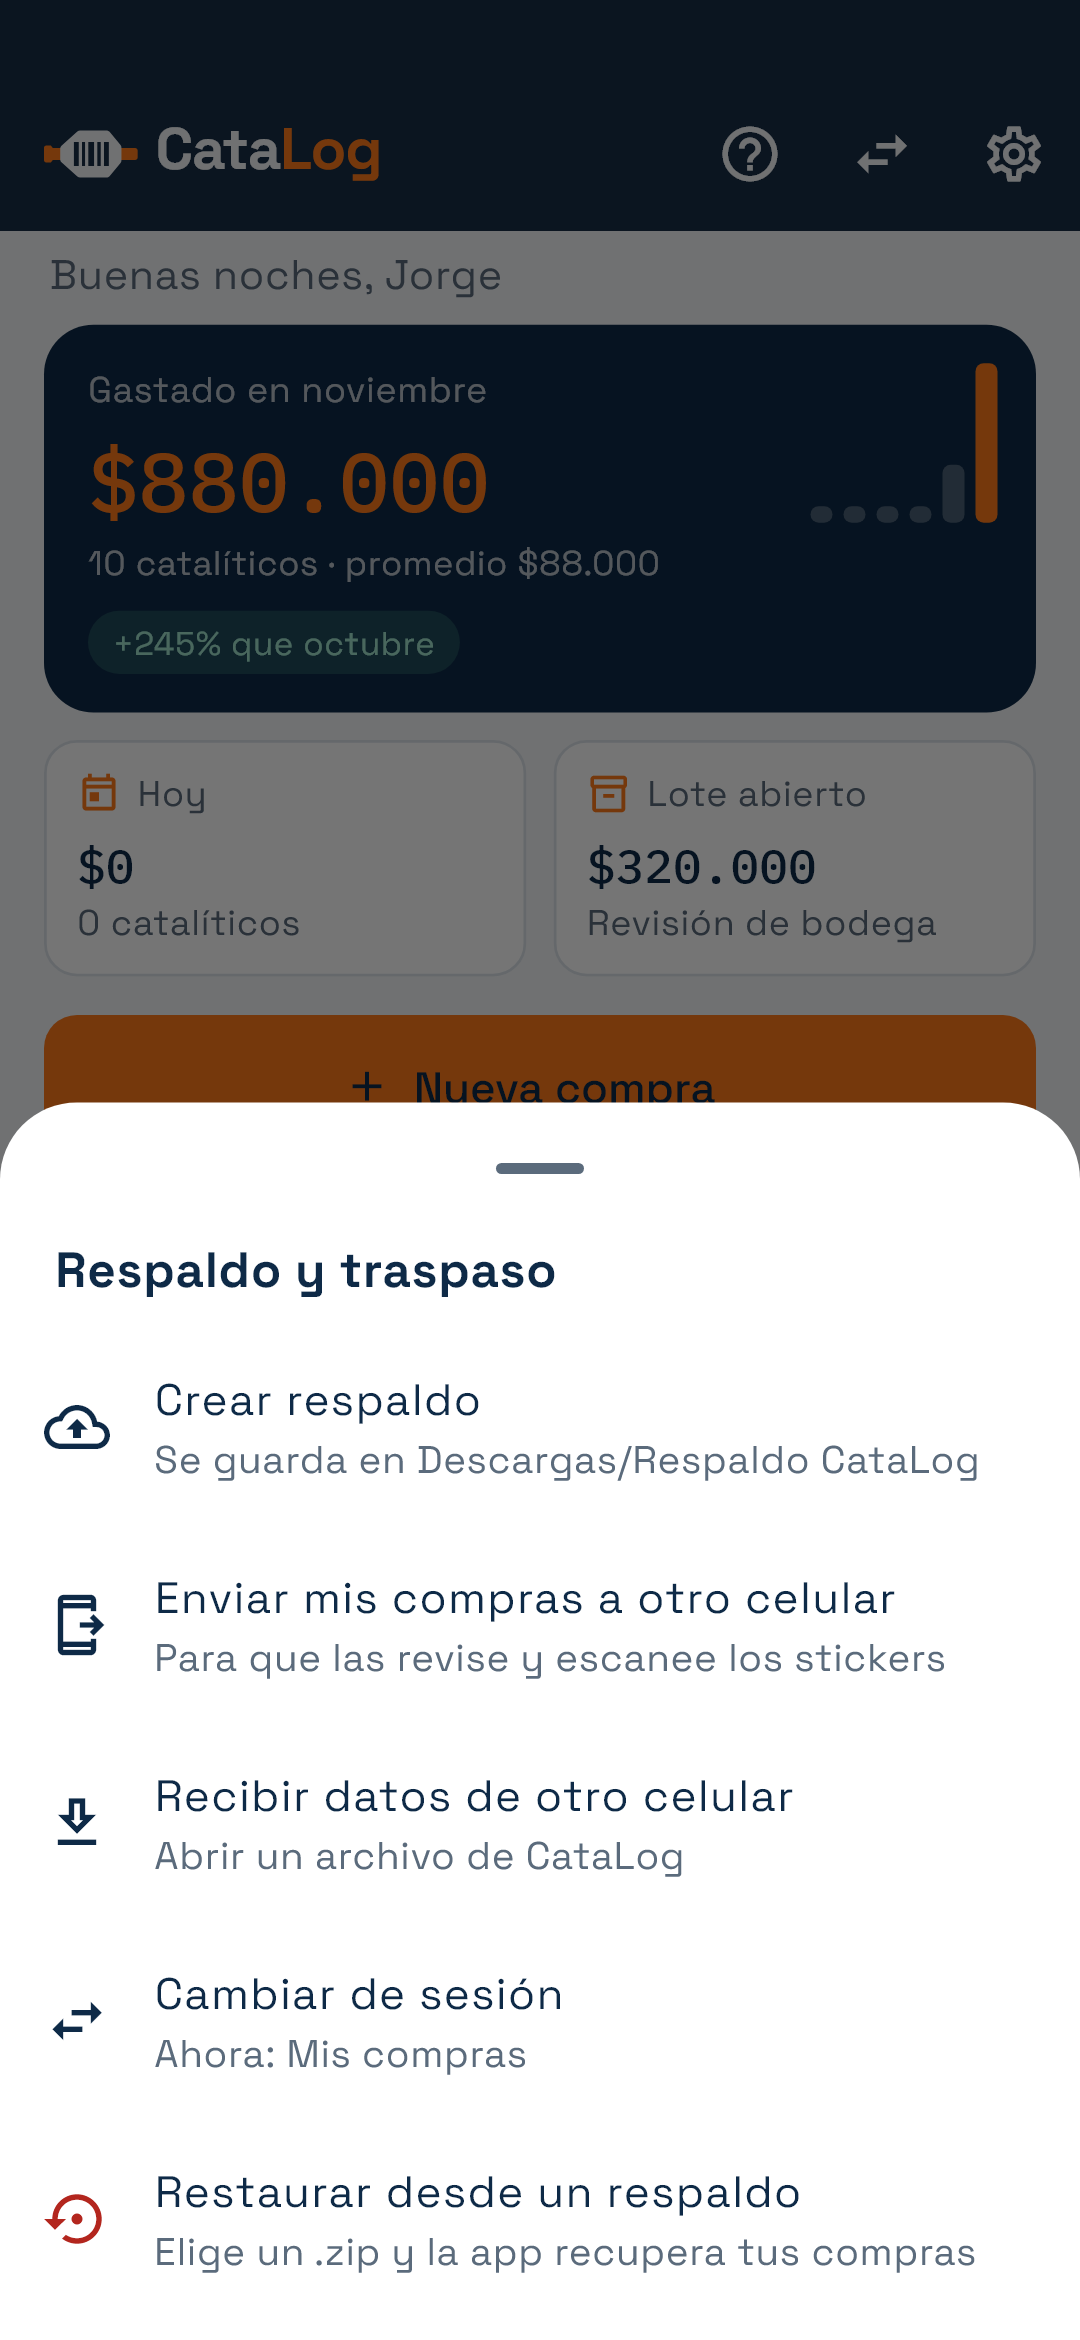 CataLog
Buenas noches, Jorge
Gastado en noviembre
$880.000
10 catalíticos · promedio $88.000
+245% que octubre
Hoy
$0
0 catalíticos
Lote abierto
$320.000
Revisión de bodega
+ Nueva compra
Respaldo y traspaso
Crear respaldo
Se guarda en Descargas/Respaldo CataLog
Enviar mis compras a otro celular
Para que las revise y escanee los stickers
Recibir datos de otro celular
Abrir un archivo de CataLog
Cambiar de sesión
Ahora: Mis compras
Restaurar desde un respaldo
Elige un .zip y la app recupera tus compras